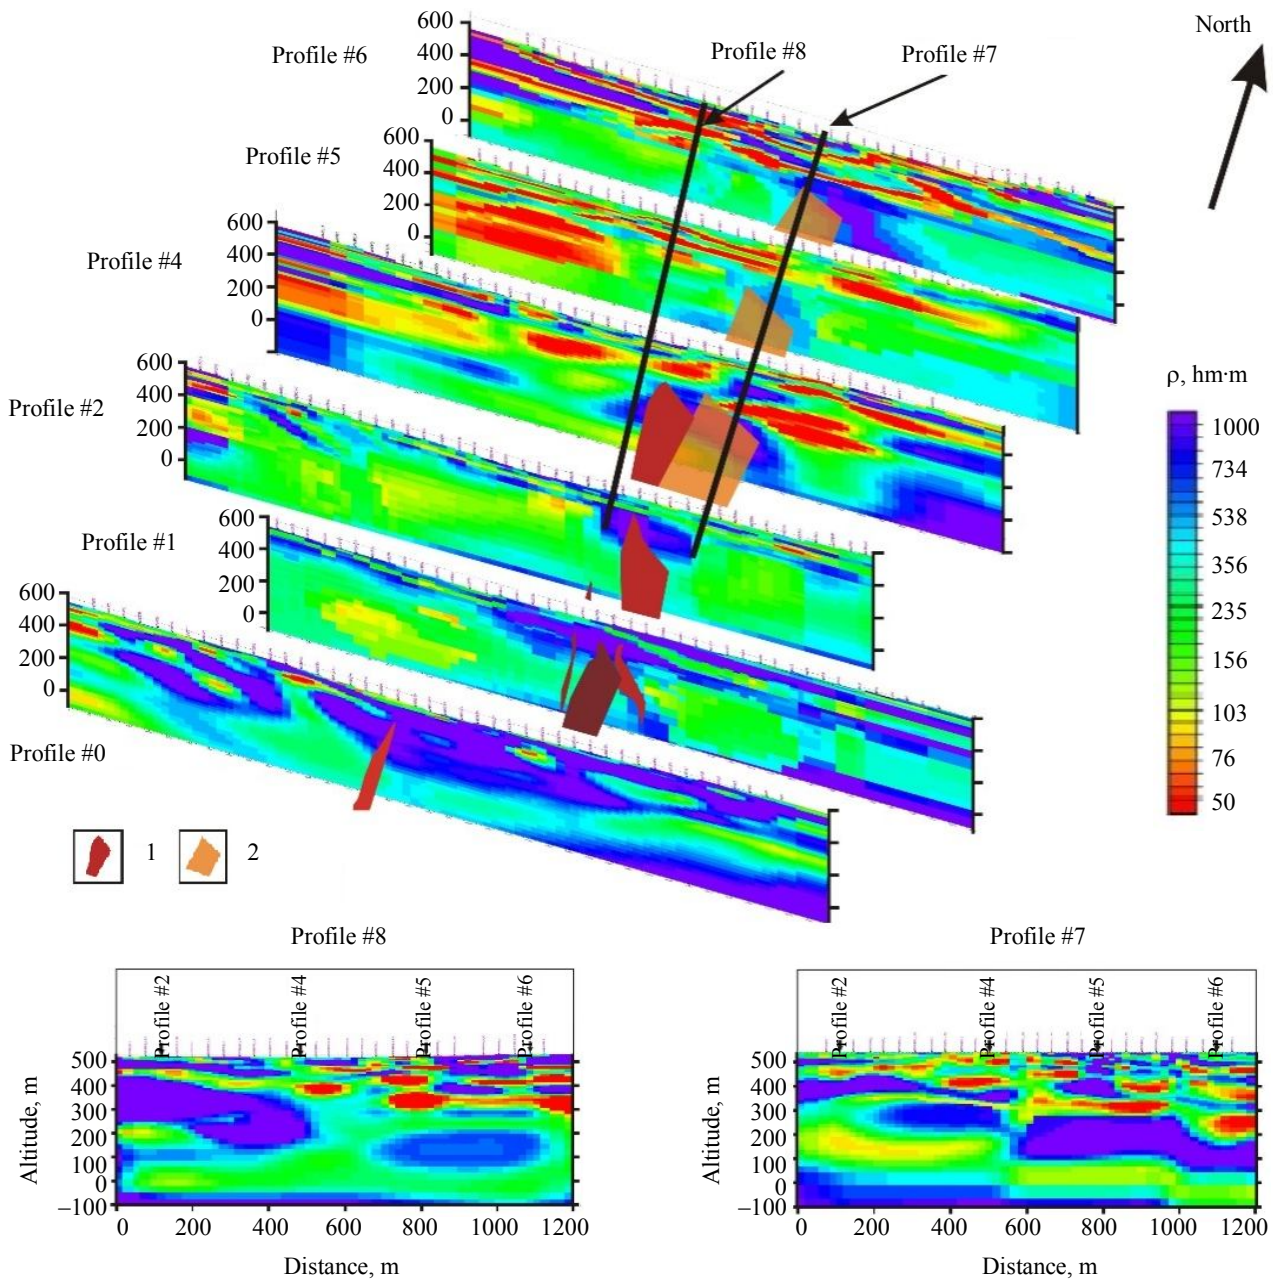 600
400
200
0
Profile #6
Profile #8
Profile #7
North
600
400
200
0
Profile #5
600
400
200
0
Profile #4
600
400
200
0
Profile #2
ρ, hm·m
1000
734
538
356
235
156
103
76
50
600
400
200
0
Profile #1
600
400
200
0
Profile #0
1
2
Profile #8
Profile #2
Profile #4
Profile #5
Profile #6
500
400
300
200
100
0
–100
Altitude, m
0 200 400 600 800 1000 1200
Distance, m
Profile #7
Profile #2
Profile #4
Profile #5
Profile #6
500
400
300
200
100
0
–100
Altitude, m
0 200 400 600 800 1000 1200
Distance, m